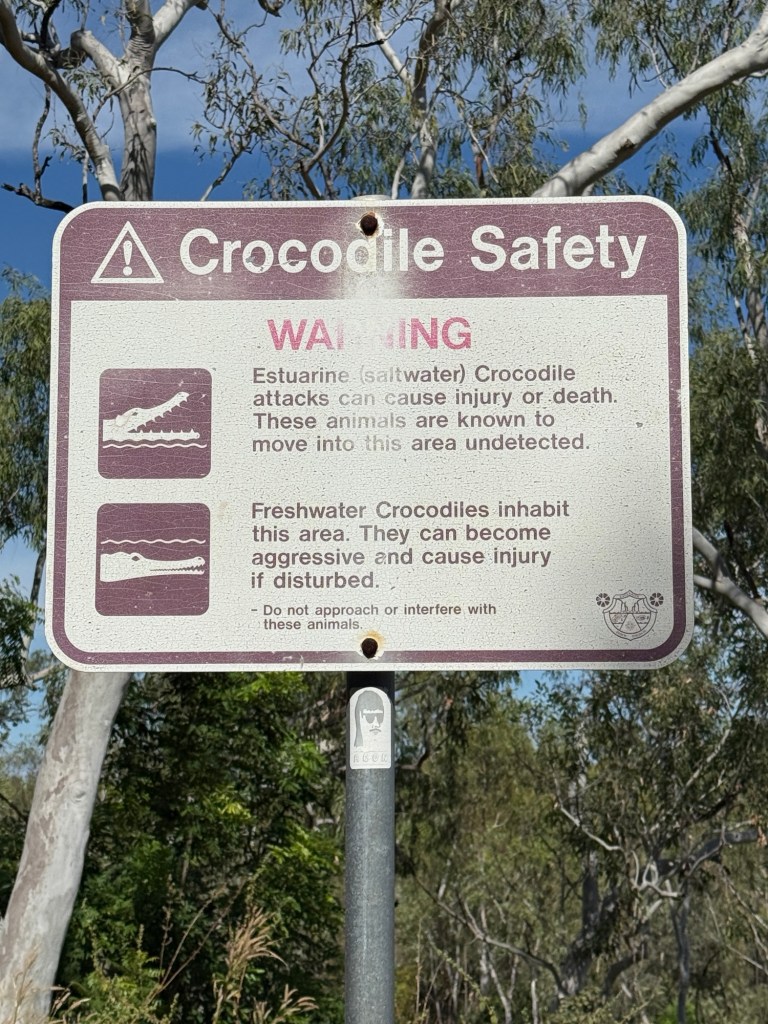 Crocodile Safety
WARNING
Estuarine (saltwater) Crocodile
attacks can cause injury or death.
These animals are known to
move into this area undetected.
Freshwater Crocodiles inhabit
this area. They can become
aggressive and cause injury
if disturbed.
- Do not approach or interfere with
these animals.